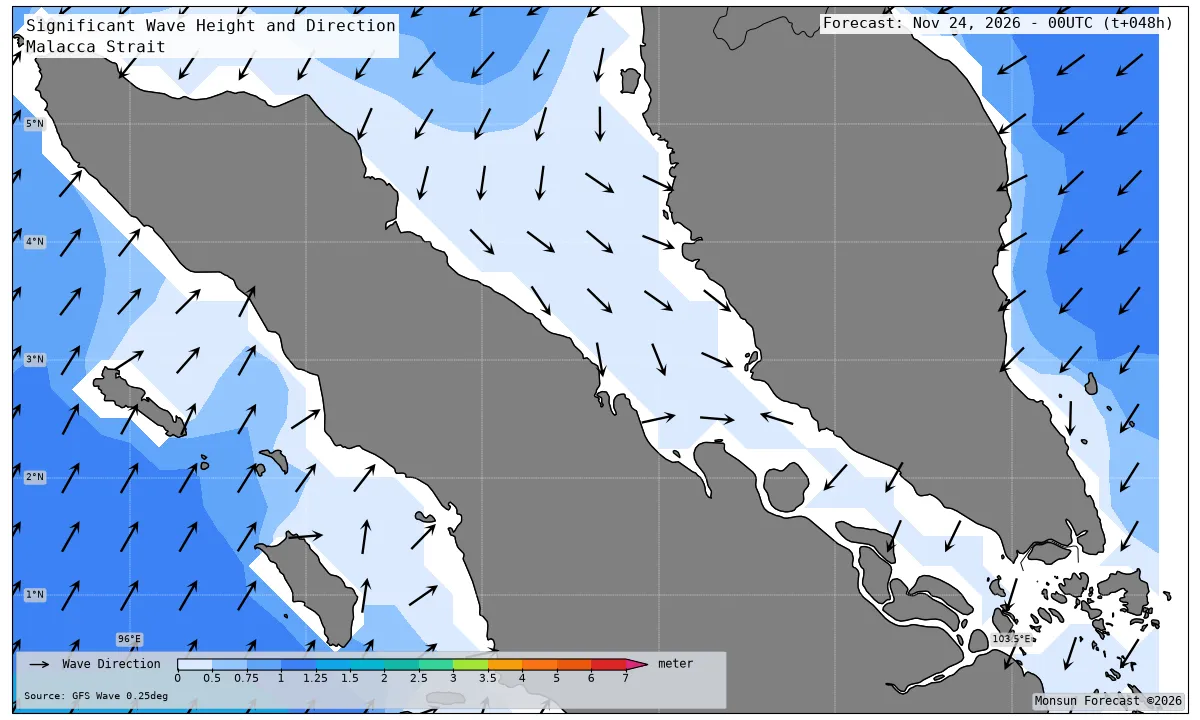 Significant Wave Height and Direction
Malacca Strait
Forecast: Nov 24, 2026 - 00UTC (t+048h)
5°N
4°N
3°N
2°N
1°N
96°E
103.5°E
Wave Direction
meter
0 0.5 0.75 1 1.25 1.5 2 2.5 3 3.5 4 5 6 7
Source: GFS Wave 0.25deg
Monsun Forecast ©2026